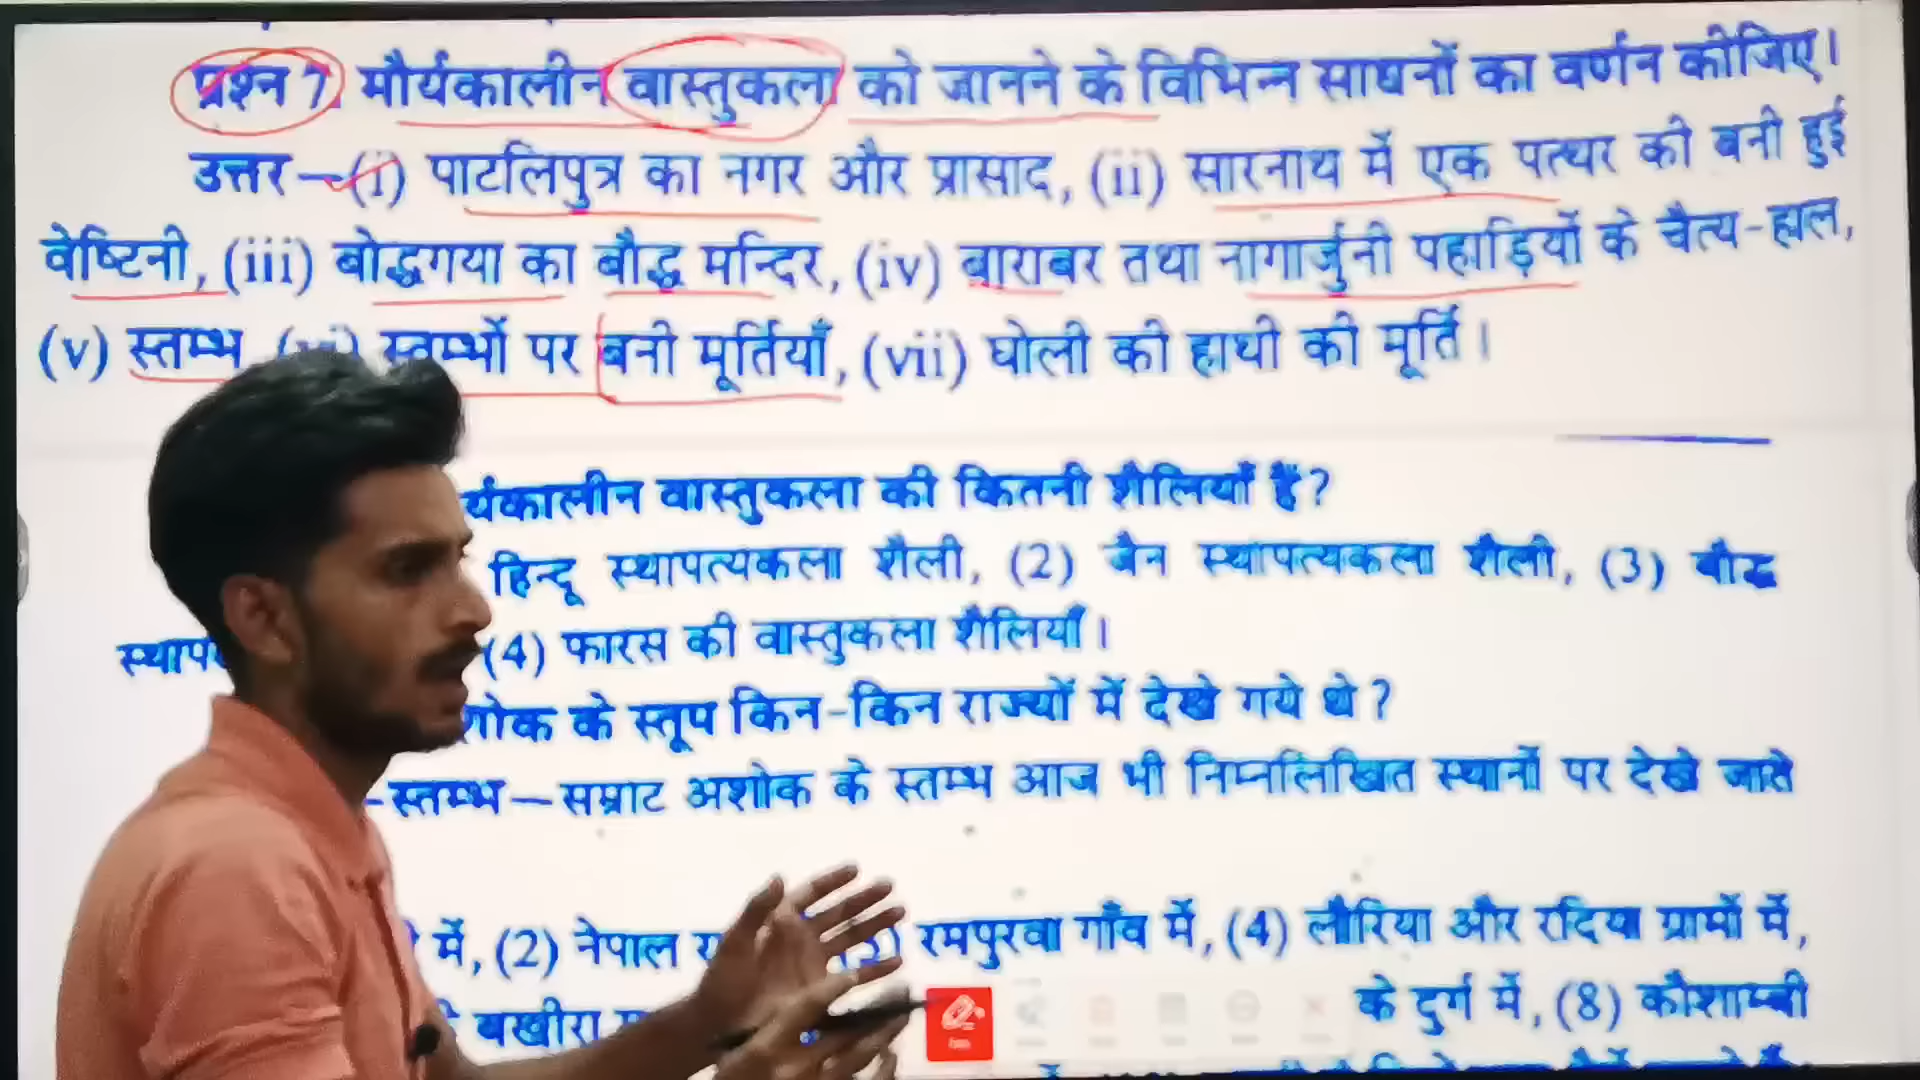 प्रश्न 7. मौर्यकालीन वास्तुकला को जानने के विभिन्न साधनों का वर्णन कीजिए।
उत्तर—(i) पाटलिपुत्र का नगर और प्रासाद, (ii) सारनाथ में एक पत्थर की बनी हुई
वेष्टिनी, (iii) बोद्धगया का बौद्ध मन्दिर, (iv) बाराबर तथा नागार्जुनी पहाड़ियों के चैत्य-हाल,
(v) स्तम्भ, (vi) स्तम्भों पर बनी मूर्तियाँ, (vii) धोली की हाथी की मूर्ति।
र्यकालीन वास्तुकला की कितनी शैलियाँ हैं?
हिन्दू स्थापत्यकला शैली, (2) जैन स्थापत्यकला शैली, (3) बौद्ध
(4) फारस की वास्तुकला शैलियाँ।
के स्तूप किन-किन राज्यों में देखे गये थे?
-स्तम्भ—सम्राट अशोक के स्तम्भ आज भी निम्नलिखित स्थानों पर देखे जाते
में, (2) नेपाल रमपुरवा गाँव में, (4) लौरिया और रदिया ग्रामों में,
बखीरा के दुर्ग में, (8) कौशाम्बी